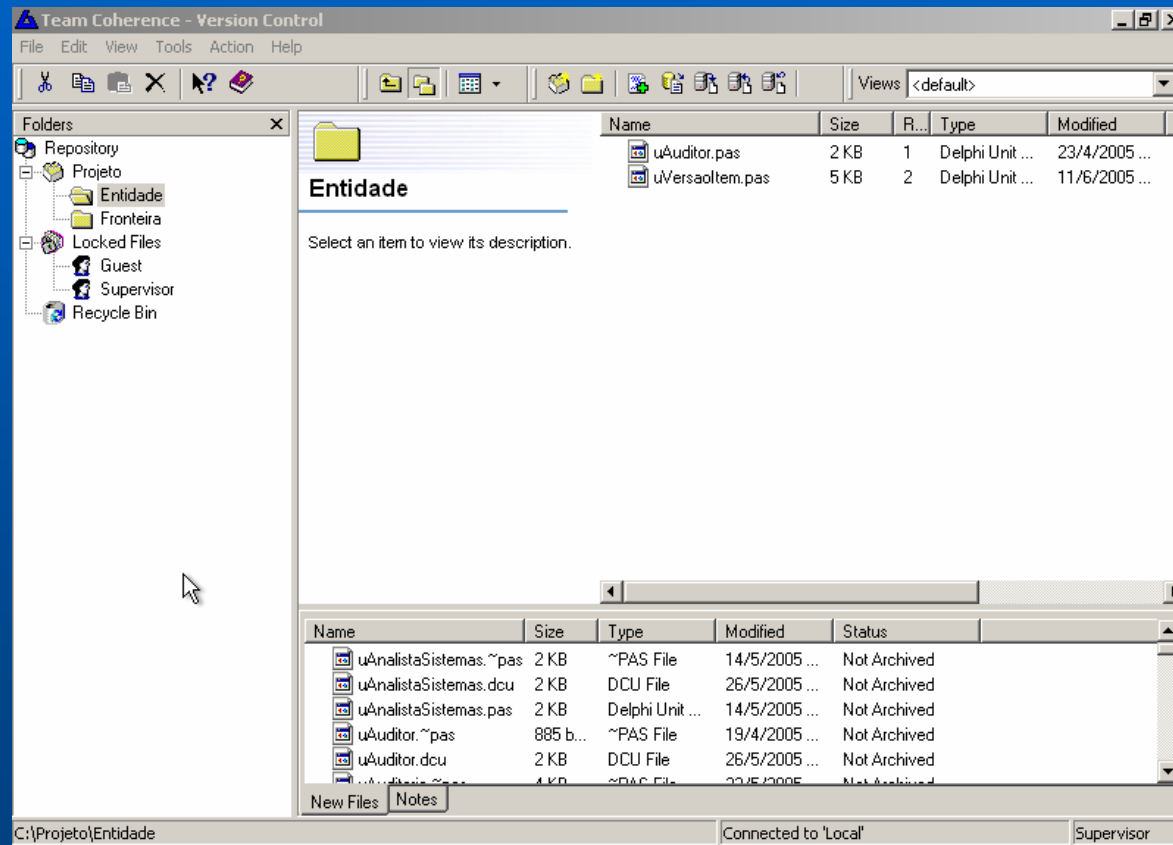 Team Coherence - Version Control
File Edit View Tools Action Help
Views <default>
Folders
Repository
Projeto
Entidade
Fronteira
Locked Files
Guest
Supervisor
Recycle Bin
Entidade
Select an item to view its description.
Name Size R... Type Modified
uAuditor.pas 2 KB 1 Delphi Unit ... 23/4/2005 ...
uVersaoItem.pas 5 KB 2 Delphi Unit ... 11/6/2005 ...
Name Size Type Modified Status
uAnalistaSistemas.~pas 2 KB ~PAS File 14/5/2005 ... Not Archived
uAnalistaSistemas.dcu 2 KB DCU File 26/5/2005 ... Not Archived
uAnalistaSistemas.pas 2 KB Delphi Unit ... 14/5/2005 ... Not Archived
uAuditor.~pas 885 b... ~PAS File 19/4/2005 ... Not Archived
uAuditor.dcu 2 KB DCU File 26/5/2005 ... Not Archived
New Files Notes
C:\Projeto\Entidade Connected to 'Local' Supervisor